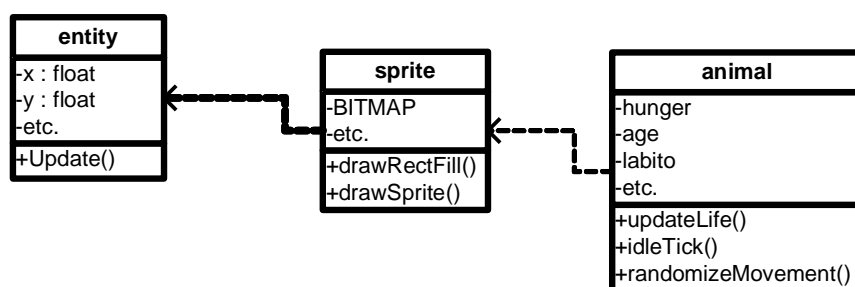 entity
-x : float
-y : float
-etc.
+Update()
sprite
-BITMAP
-etc.
+drawRectFill()
+drawSprite()
animal
-hunger
-age
-labito
-etc.
+updateLife()
+idleTick()
+randomizeMovement()